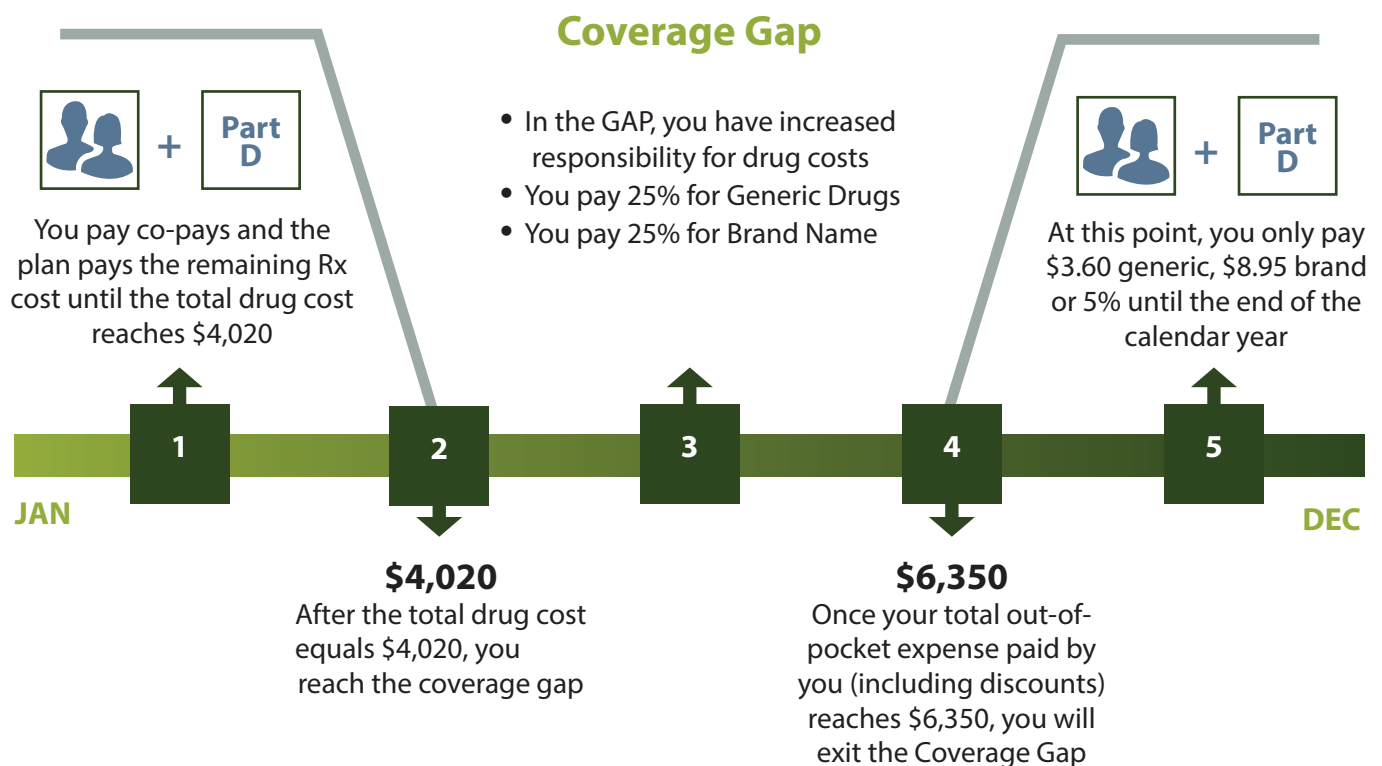 Coverage Gap
Part
D
+
You pay co-pays and the
plan pays the remaining Rx
cost until the total drug cost
reaches $4,020
• In the GAP, you have increased
responsibility for drug costs
• You pay 25% for Generic Drugs
• You pay 25% for Brand Name
+
Part
D
At this point, you only pay
$3.60 generic, $8.95 brand
or 5% until the end of the
calendar year
1
2
3
4
5
JAN
DEC
$4,020
After the total drug cost
equals $4,020, you
reach the coverage gap
$6,350
Once your total out-of-
pocket expense paid by
you (including discounts)
reaches $6,350, you will
exit the Coverage Gap